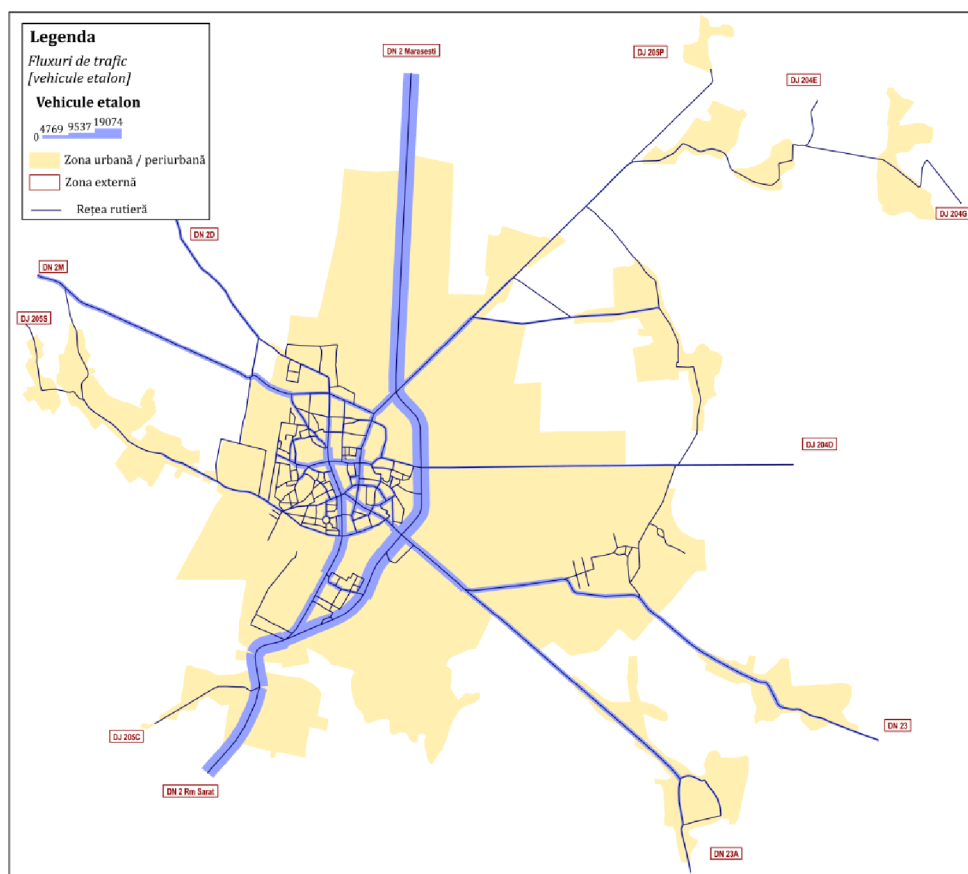 Legenda
Fluxuri de trafic
[vehicule etalon]
Vehicule etalon
0 4769 9537 19074
Zona urbană / periurbană
Zona externă
Rețea rutieră
DN 2 Marasesti
DJ 205P
DJ 204E
DJ 204G
DN 2D
DN 2M
DJ 205S
DJ 204D
DN 23
DJ 205C
DN 2 Rm Sarat
DN 23A